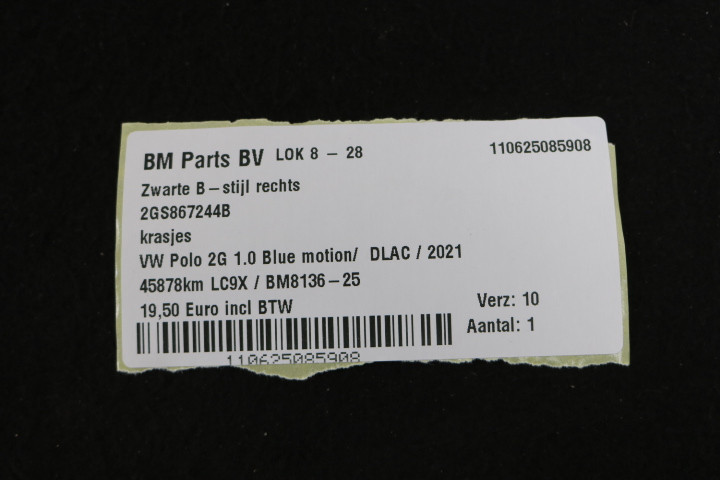 BM Parts BV LOK 8 - 28 110625085908
Zwarte B-stijl rechts
2GS867244B
krasjes
VW Polo 2G 1.0 Blue motion/ DLAC / 2021
45878km LC9X / BM8136-25
19,50 Euro incl BTW Verz: 10
Aantal: 1
110625085908